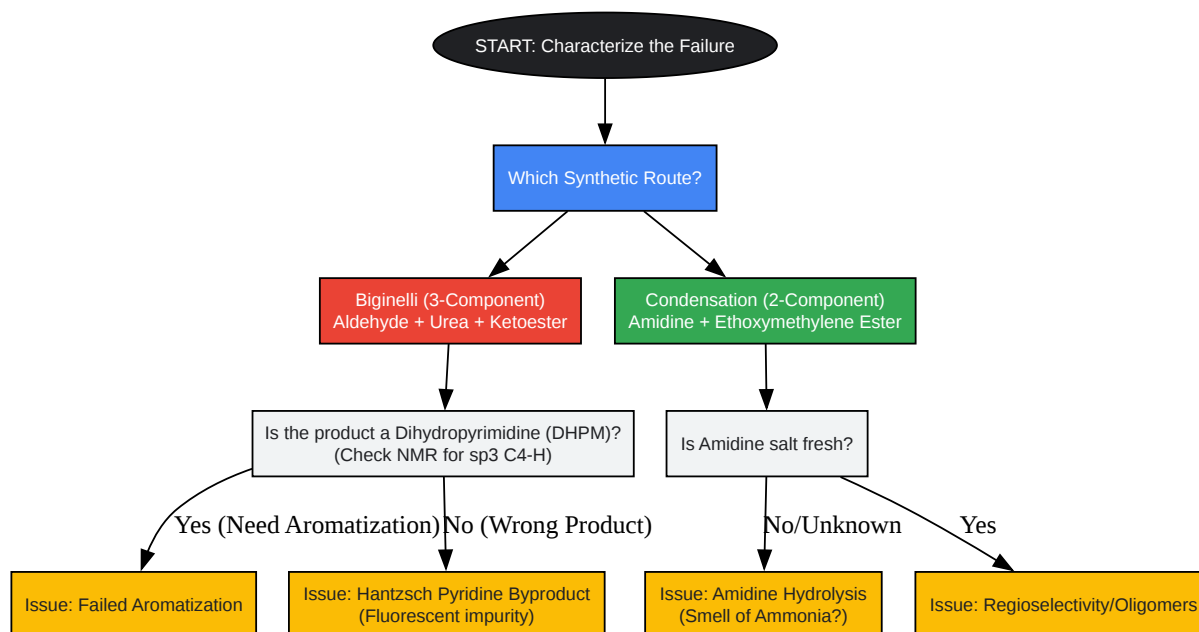 START: Characterize the Failure
Which Synthetic Route?
Biginelli (3-Component)
Aldehyde + Urea + Ketoester
Condensation (2-Component)
Amidine + Ethoxymethylene Ester
Is the product a Dihydropyrimidine (DHPM)?
(Check NMR for sp3 C4-H)
Is Amidine salt fresh?
Yes (Need Aromatization)
No (Wrong Product)
No/Unknown
Yes
Issue: Failed Aromatization
Issue: Hantzsch Pyridine Byproduct
(Fluorescent impurity)
Issue: Amidine Hydrolysis
(Smell of Ammonia?)
Issue: Regioselectivity/Oligomers